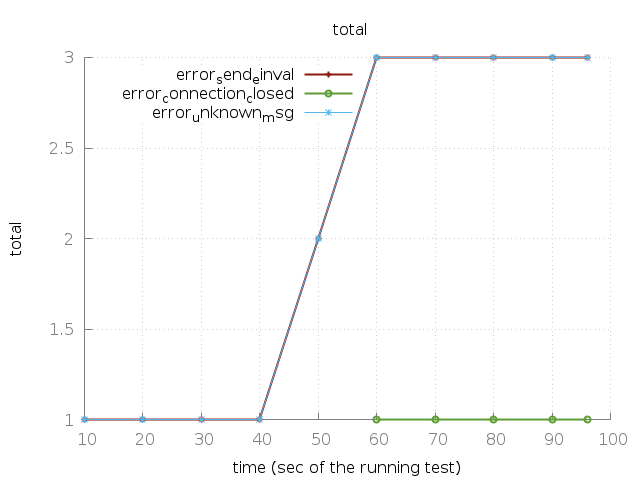 total
3
error_send_einval
error_connection_closed
error_unknown_msg
2.5
2
1.5
1
total
10 20 30 40 50 60 70 80 90 100
time (sec of the running test)